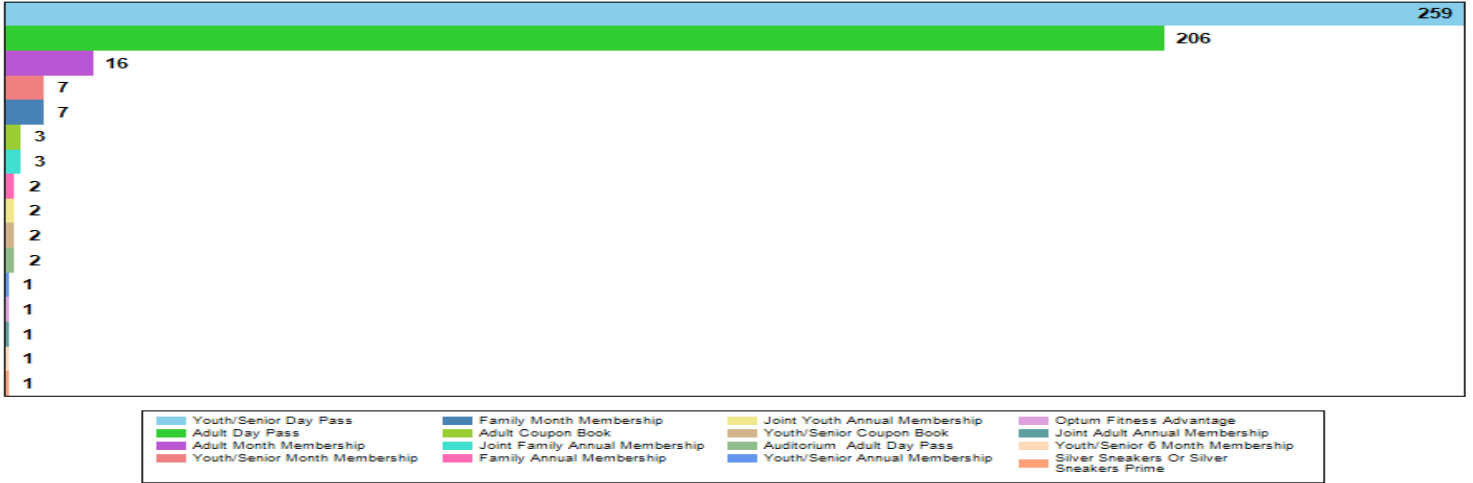 259
206
16
7
7
3
3
2
2
2
2
1
1
1
1
1
Youth/Senior Day Pass
Adult Day Pass
Adult Month Membership
Youth/Senior Month Membership
Family Month Membership
Adult Coupon Book
Joint Family Annual Membership
Family Annual Membership
Joint Youth Annual Membership
Youth/Senior Coupon Book
Auditorium Adult Day Pass
Youth/Senior Annual Membership
Optum Fitness Advantage
Joint Adult Annual Membership
Youth/Senior 6 Month Membership
Silver Sneakers Or Silver
Sneakers Prime